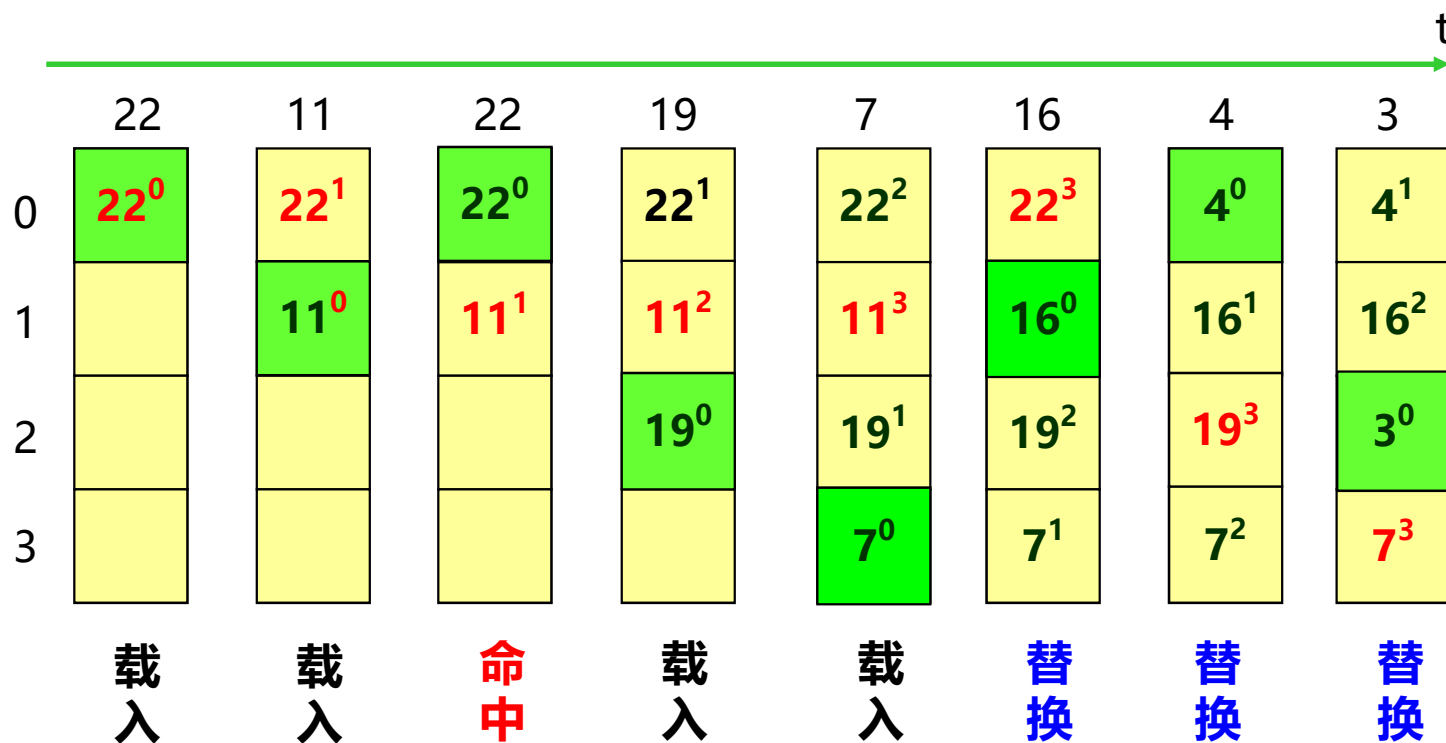 t
22 11 22 19 7 16 4 3
0 22⁰ 22¹ 22⁰ 22¹ 22² 22³ 4⁰ 4¹
1 11⁰ 11¹ 11² 11³ 16⁰ 16¹ 16²
2 19⁰ 19¹ 19² 19³ 3⁰
3 7⁰ 7¹ 7² 7³
载入 载入 命中 载入 载入 替换 替换 替换